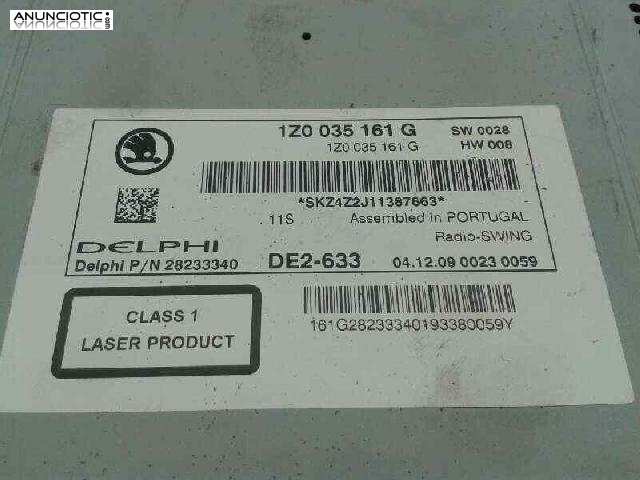 ANUNCIOTIC.com
1Z0 035 161 G SW 0028
1Z0 035 161 G HW 008
*SKZ4Z2J11387663*
11S Assembled in PORTUGAL
Radio-SWING
DELPHI
Delphi P/N 28233340 DE2-633 04.12.09 0023 0059
CLASS 1
LASER PRODUCT
161G28233340193380059Y